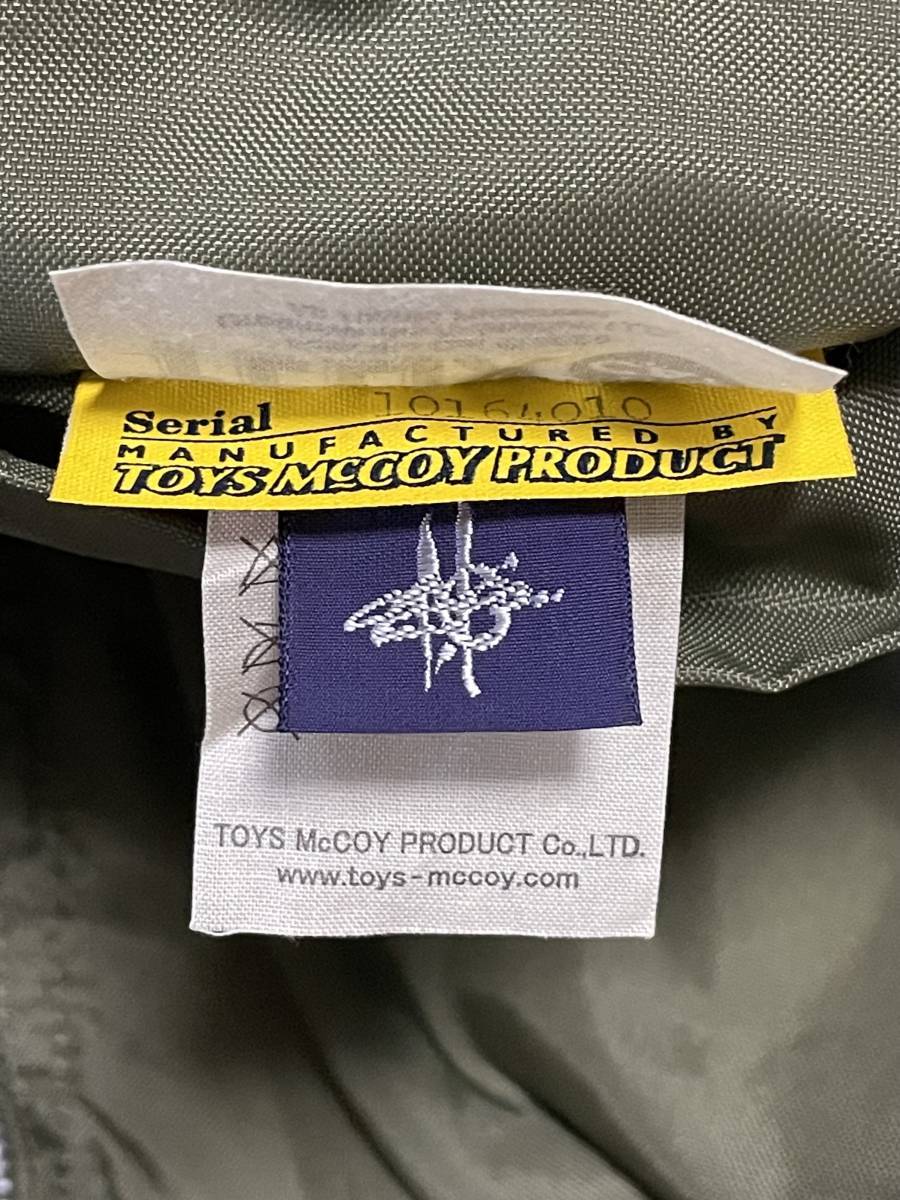 Serial 10164010
MANUFACTURED BY
TOYS McCOY PRODUCT
TOYS McCOY PRODUCT Co.,LTD.
www.toys-mccoy.com